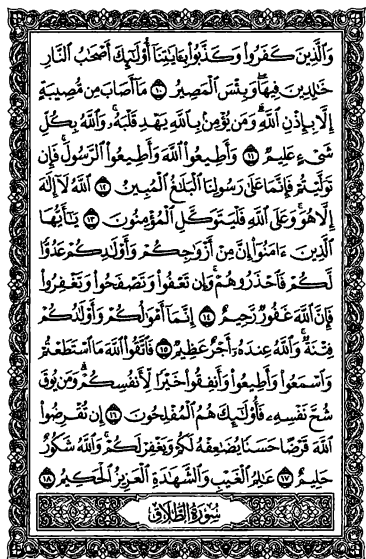 وَالَّذِينَ كَفَرُوا وَكَذَّبُوا بِـَٔايَـٰتِنَآ أُو۟لَـٰٓئِكَ أَصْحَـٰبُ النَّارِ
خَـٰلِدِينَ فِيهَا ۖ وَبِئْسَ الْمَصِيرُ ١٠ مَآ أَصَابَ مِن مُّصِيبَةٍ
إِلَّا بِإِذْنِ اللَّهِ ۗ وَمَن يُؤْمِنۢ بِاللَّهِ يَهْدِ قَلْبَهُۥ ۚ وَاللَّهُ بِكُلِّ
شَىْءٍ عَلِيمٌ ١١ وَأَطِيعُوا اللَّهَ وَأَطِيعُوا الرَّسُولَ ۚ فَإِن
تَوَلَّيْتُمْ فَإِنَّمَا عَلَىٰ رَسُولِنَا الْبَلَـٰغُ الْمُبِينُ ١٢ اللَّهُ لَآ إِلَـٰهَ
إِلَّا هُوَ ۚ وَعَلَى اللَّهِ فَلْيَتَوَكَّلِ الْمُؤْمِنُونَ ١٣ يَـٰٓأَيُّهَا
الَّذِينَ ءَامَنُوٓا إِنَّ مِنْ أَزْوَٰجِكُمْ وَأَوْلَـٰدِكُمْ عَدُوًّا
لَّكُمْ فَاحْذَرُوهُمْ ۚ وَإِن تَعْفُوا وَتَصْفَحُوا وَتَغْفِرُوا
فَإِنَّ اللَّهَ غَفُورٌ رَّحِيمٌ ١٤ إِنَّمَآ أَمْوَٰلُكُمْ وَأَوْلَـٰدُكُمْ
فِتْنَةٌ ۚ وَاللَّهُ عِندَهُۥٓ أَجْرٌ عَظِيمٌ ١٥ فَاتَّقُوا اللَّهَ مَا اسْتَطَعْتُمْ
وَاسْمَعُوا وَأَطِيعُوا وَأَنفِقُوا خَيْرًا لِّأَنفُسِكُمْ ۗ وَمَن يُوقَ
شُحَّ نَفْسِهِۦ فَأُو۟لَـٰٓئِكَ هُمُ الْمُفْلِحُونَ ١٦ إِن تُقْرِضُوا
اللَّهَ قَرْضًا حَسَنًا يُضَـٰعِفْهُ لَكُمْ وَيَغْفِرْ لَكُمْ ۚ وَاللَّهُ شَكُورٌ
حَلِيمٌ ١٧ عَـٰلِمُ الْغَيْبِ وَالشَّهَـٰدَةِ الْعَزِيزُ الْحَكِيمُ ١٨
سُورَةُ الطَّلَاقِ